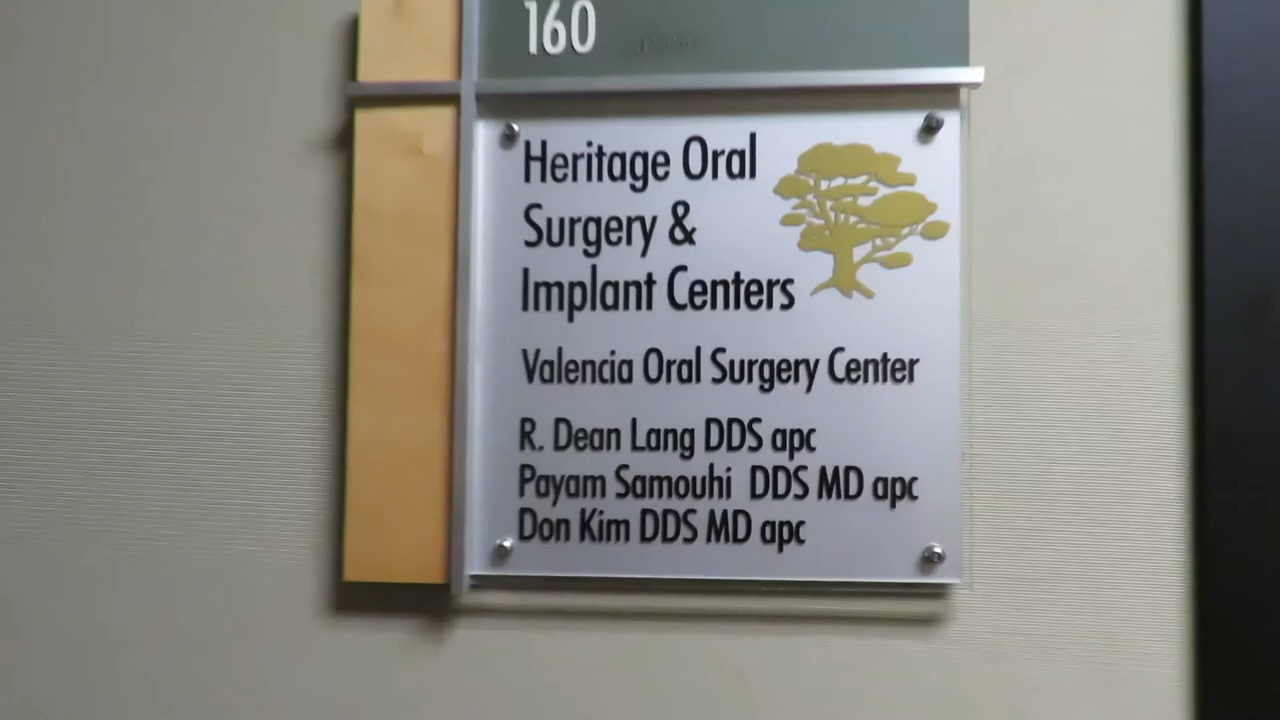 160
Heritage Oral
Surgery &
Implant Centers
Valencia Oral Surgery Center
R. Dean Lang DDS apc
Payam Samouhi DDS MD apc
Don Kim DDS MD apc